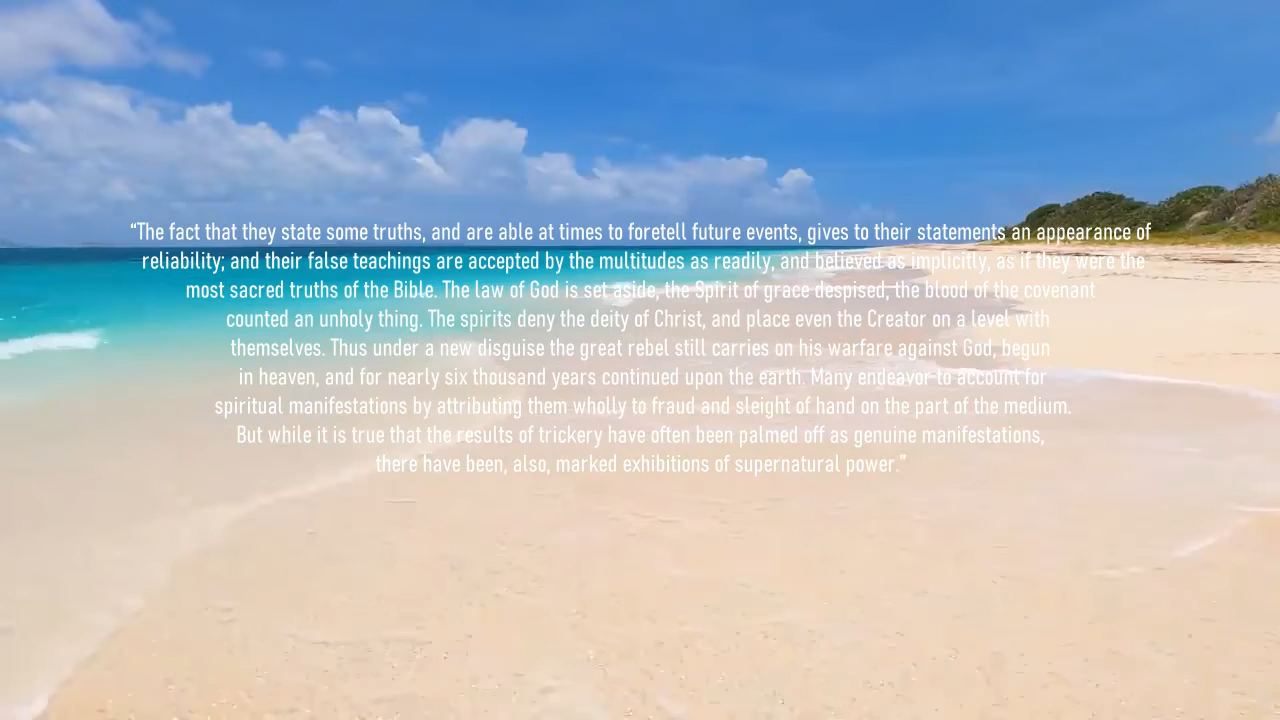 “The fact that they state some truths, and are able at times to foretell future events, gives to their statements an appearance of
reliability; and their false teachings are accepted by the multitudes as readily, and believed as implicitly, as if they were the
most sacred truths of the Bible. The law of God is set aside, the Spirit of grace despised, the blood of the covenant
counted an unholy thing. The spirits deny the deity of Christ, and place even the Creator on a level with
themselves. Thus under a new disguise the great rebel still carries on his warfare against God, begun
in heaven, and for nearly six thousand years continued upon the earth. Many endeavor to account for
spiritual manifestations by attributing them wholly to fraud and sleight of hand on the part of the medium.
But while it is true that the results of trickery have often been palmed off as genuine manifestations,
there have been, also, marked exhibitions of supernatural power.”